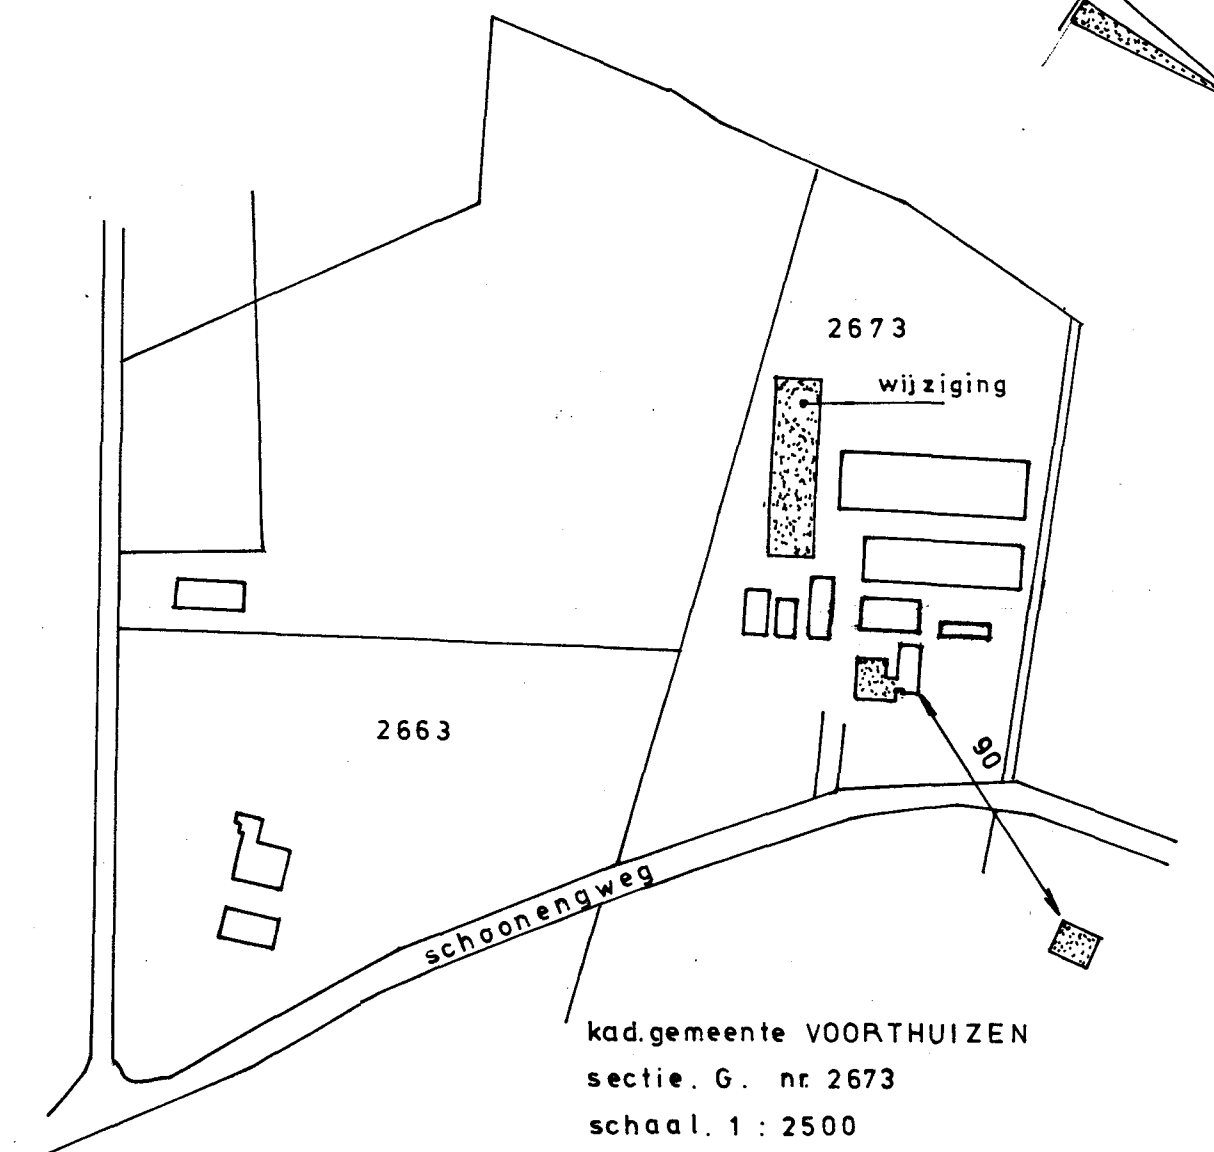 2673
wijziging
2663
90
schoonengweg
kad.gemeente VOORTHUIZEN
sectie. G. nr. 2673
schaal. 1 : 2500